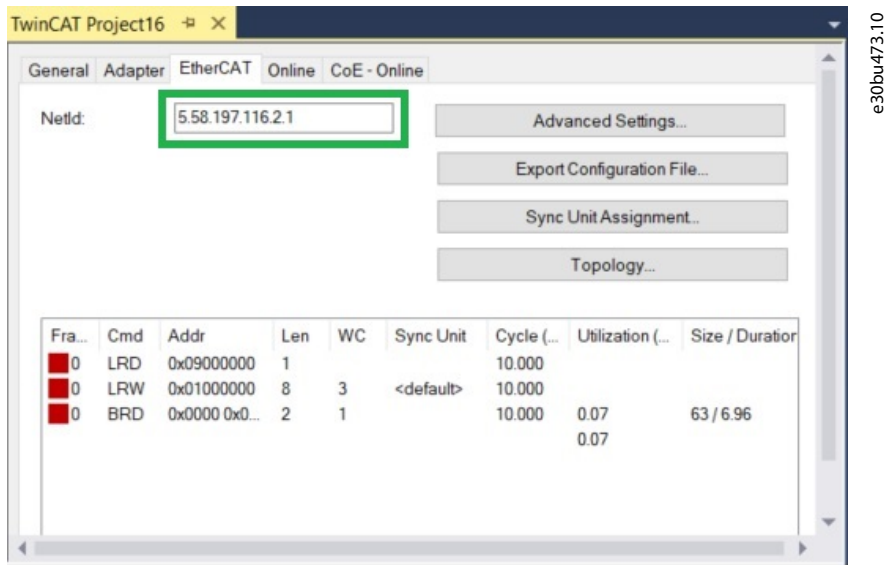 TwinCAT Project16
General Adapter EtherCAT Online CoE - Online
NetId: 5.58.197.116.2.1
Advanced Settings...
Export Configuration File...
Sync Unit Assignment...
Topology...
Fra... Cmd Addr Len WC Sync Unit Cycle (... Utilization (... Size / Duration
0 LRD 0x09000000 1 10.000
0 LRW 0x01000000 8 3 <default> 10.000
0 BRD 0x0000 0x0... 2 1 10.000 0.07 63 / 6.96
0.07
e30bu473.10